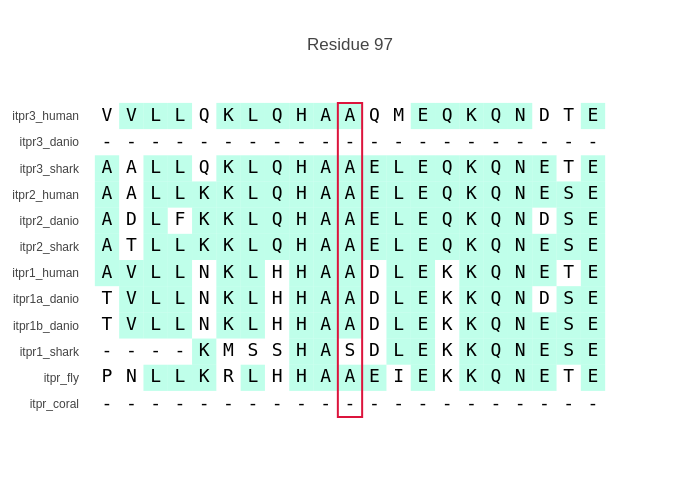 Residue 97
itpr3_human V V L L Q K L Q H A A Q M E Q K Q N D T E
itpr3_danio - - - - - - - - - - - - - - - - - - - - -
itpr3_shark A A L L Q K L Q H A A E L E Q K Q N E T E
itpr2_human A A L L K K L Q H A A E L E Q K Q N E S E
itpr2_danio A D L F K K L Q H A A E L E Q K Q N D S E
itpr2_shark A T L L K K L Q H A A E L E Q K Q N E S E
itpr1_human A V L L N K L H H A A D L E K K Q N E T E
itpr1a_danio T V L L N K L H H A A D L E K K Q N D S E
itpr1b_danio T V L L N K L H H A A D L E K K Q N E S E
itpr1_shark - - - - K M S S H A S D L E K K Q N E S E
itpr_fly P N L L K R L H H A A E I E K K Q N E T E
itpr_coral - - - - - - - - - - - - - - - - - - - - -